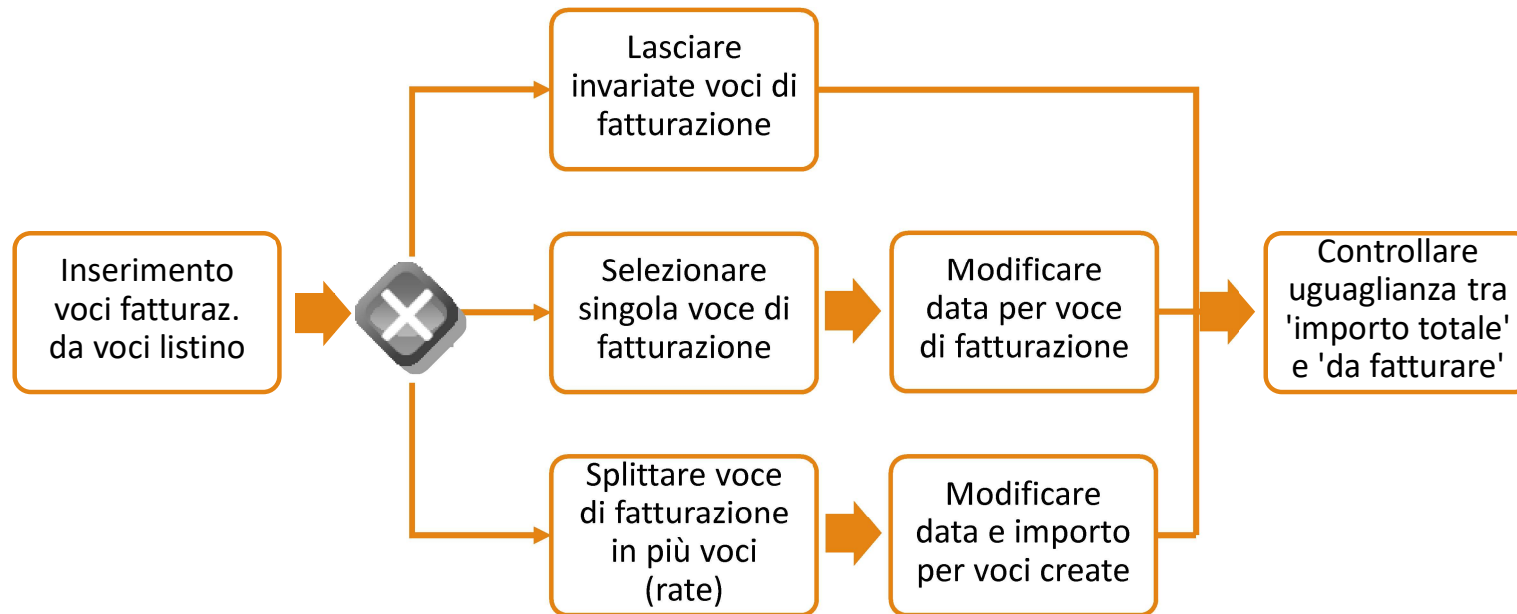 Lasciare
invariate voci di
fatturazione
Inserimento
voci fatturaz.
da voci listino
Selezionare
singola voce di
fatturazione
Modificare
data per voce
di fatturazione
Controllare
uguaglianza tra
'importo totale'
e 'da fatturare'
Splittare voce
di fatturazione
in più voci
(rate)
Modificare
data e importo
per voci create